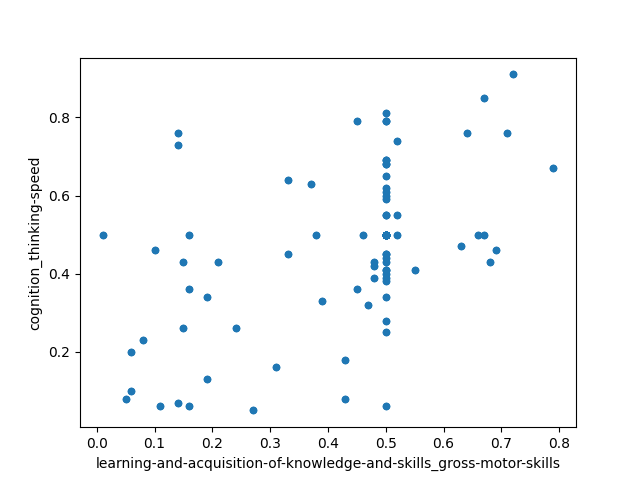 0.8
0.6
0.4
0.2
cognition_thinking-speed
0.0 0.1 0.2 0.3 0.4 0.5 0.6 0.7 0.8
learning-and-acquisition-of-knowledge-and-skills_gross-motor-skills